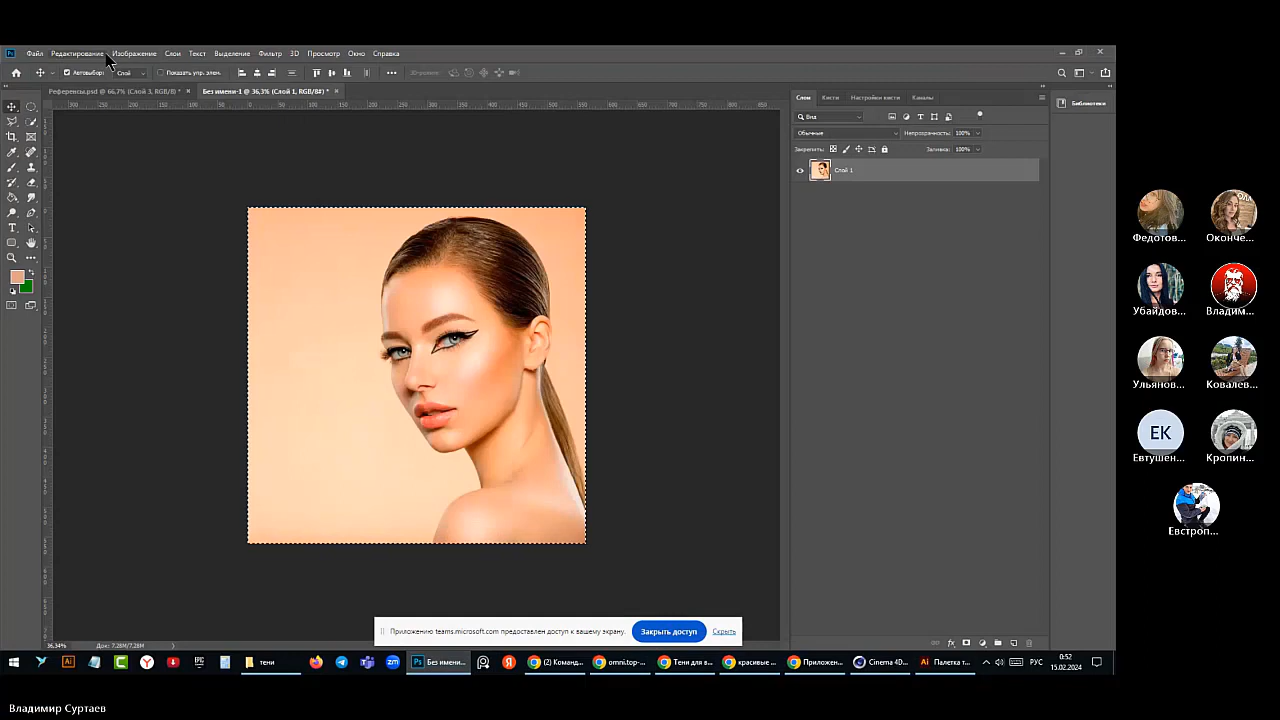 Файл Редактирование Изображение Слои Текст Выделение Фильтр 3D Просмотр Окно Справка
Автовыбор: Слой Показать упр. элем. 3D-режим:
Референсы.psd @ 66,7% (Слой 3, RGB/8) * × Без имени-1 @ 36,3% (Слой 1, RGB/8#) * ×
Слои Кисти Настройки кисти Каналы
Библиотеки
Вид
Обычные Непрозрачность: 100%
Закрепить: Заливка: 100%
Слой 1
Федотов...
Окончe...
Убайдов...
Владим...
Ульянов...
Ковалев...
ЕК
Евтушен...
Кропин...
Евстроп...
Приложению teams.microsoft.com предоставлен доступ к вашему экрану.
Закрыть доступ
Скрыть
36,34% Док: 7,28M/7,28M
тени
Без имени...
(2) Команд...
omni.top-...
Тени для в...
красивые ...
Приложен...
Cinema 4D...
Палетка т...
РУС
0:52
15.02.2024
Владимир Суртаев